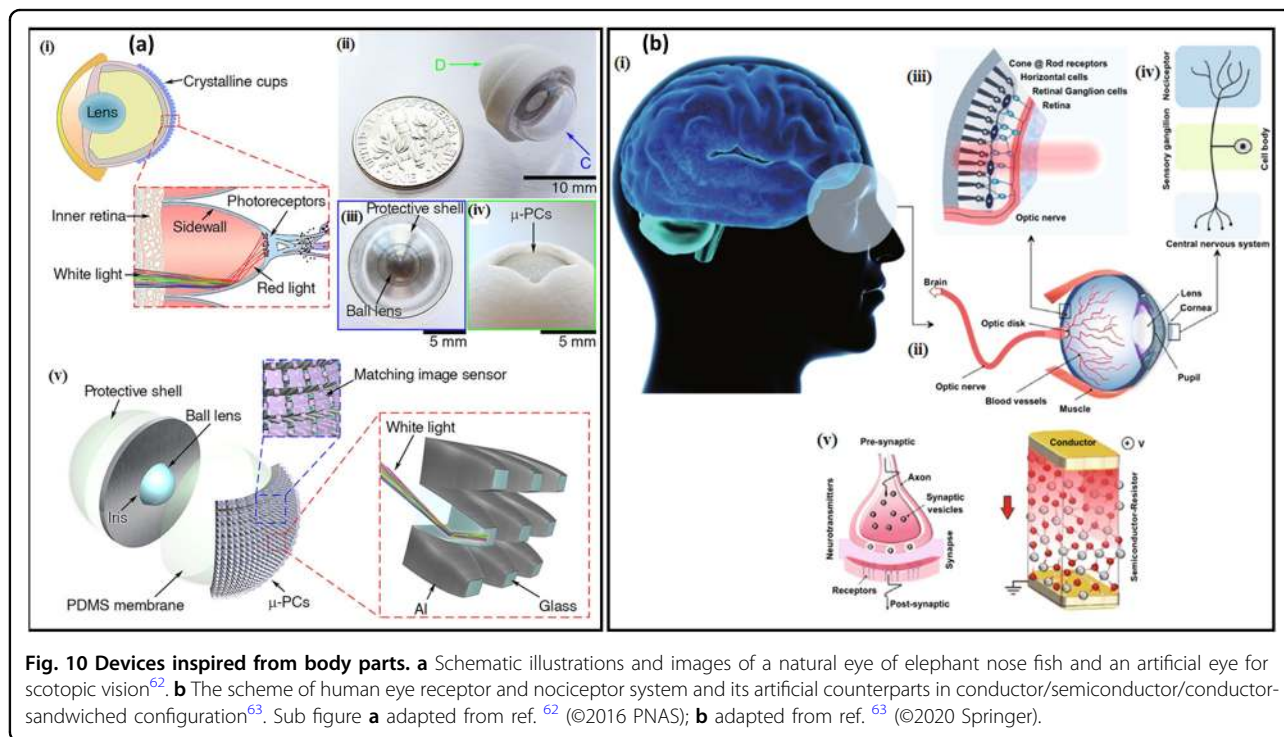 (a)
(i)
Crystalline cups
Lens
Inner retina
Sidewall
Photoreceptors
White light
Red light
(ii)
D
C
10 mm
(iii)
Protective shell
Ball lens
5 mm
(iv)
μ-PCs
5 mm
(v)
Protective shell
Ball lens
Iris
PDMS membrane
μ-PCs
Matching image sensor
White light
Al
Glass
(b)
(i)
(iii)
Cone @ Rod receptors
Horizontal cells
Retinal Ganglion cells
Retina
Optic nerve
(iv)
Nociceptor
Sensory ganglion
Cell body
Central nervous system
(ii)
Brain
Optic disk
Optic nerve
Blood vessels
Muscle
Lens
Cornea
Pupil
(v)
Pre-synaptic
Axon
Synaptic
vesicles
Neurotransmitters
Synapse
Receptors
Post-synaptic
Conductor
+ V
Semiconductor-Resistor
Fig. 10 Devices inspired from body parts. a Schematic illustrations and images of a natural eye of elephant nose fish and an artificial eye for
scotopic vision62. b The scheme of human eye receptor and nociceptor system and its artificial counterparts in conductor/semiconductor/conductor-
sandwiched configuration63. Sub figure a adapted from ref. 62 (©2016 PNAS); b adapted from ref. 63 (©2020 Springer).